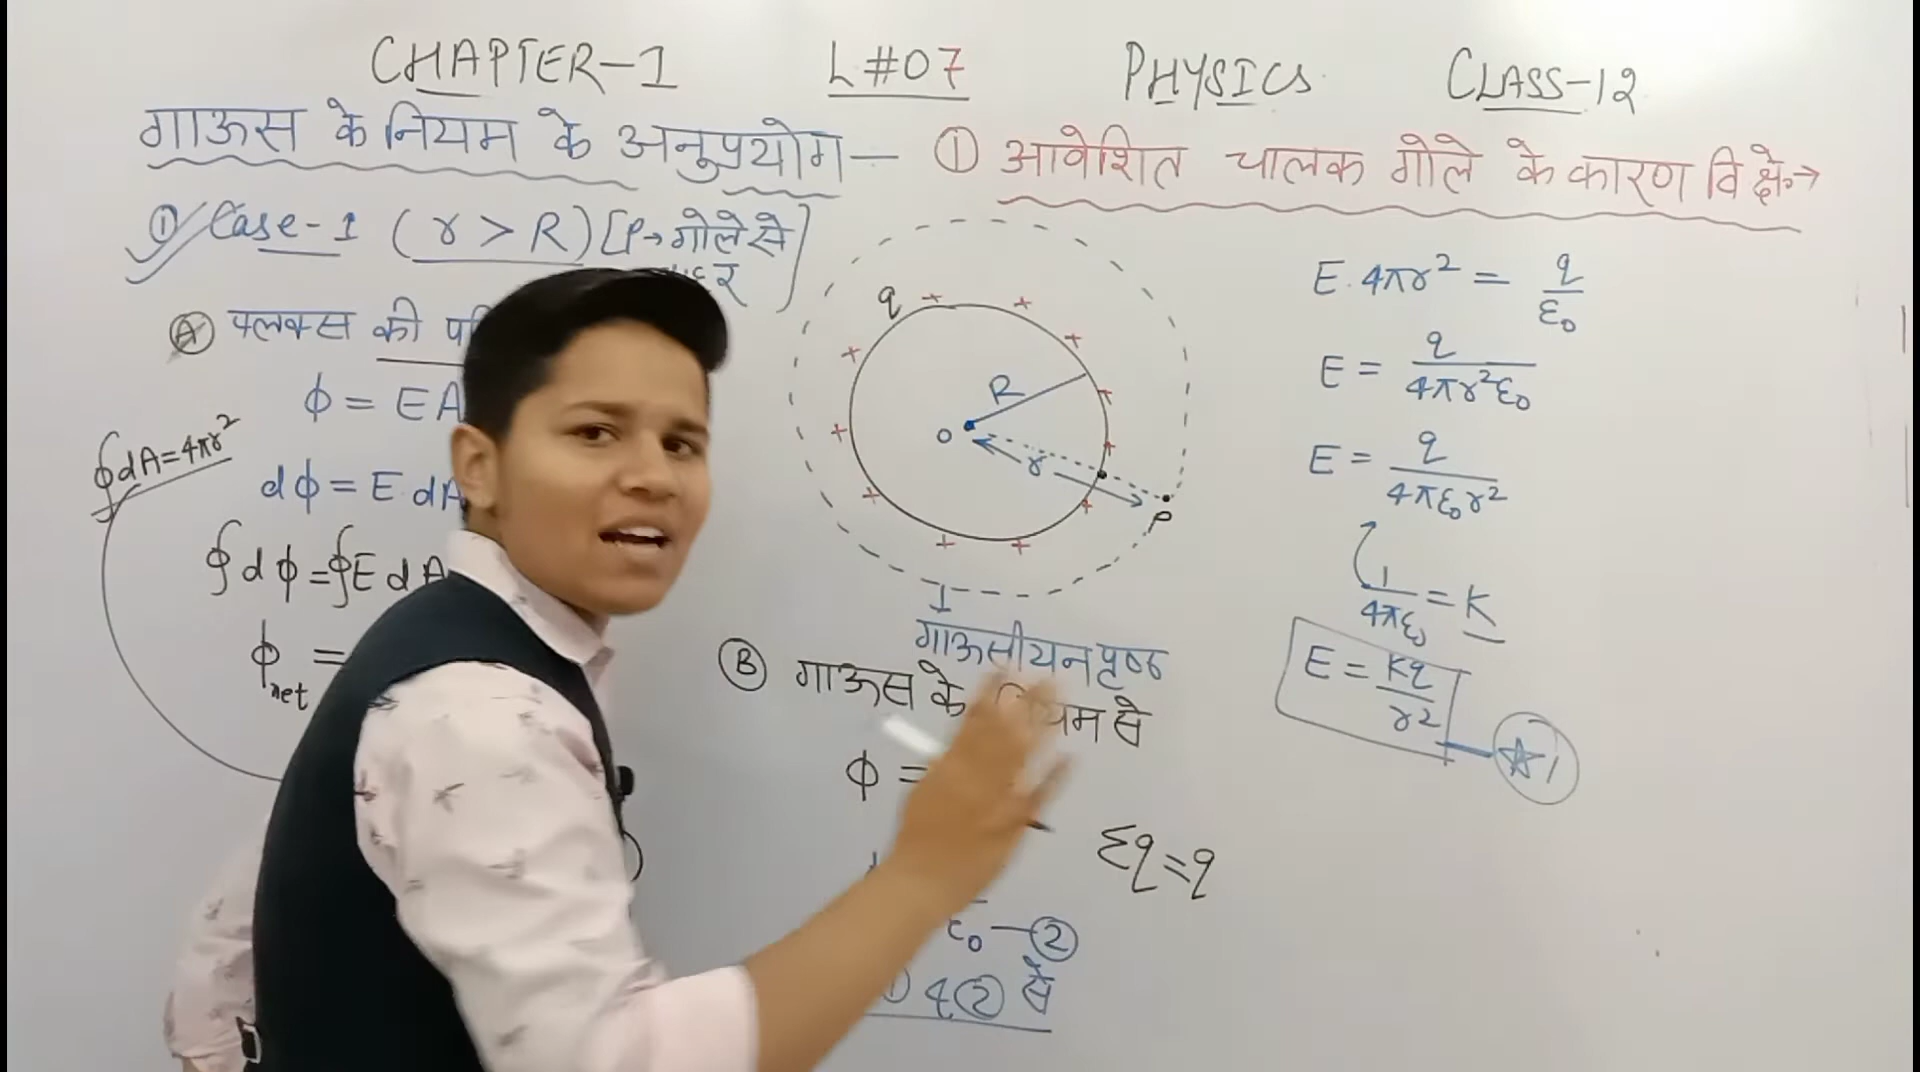 CHAPTER-1 L#07 PHYSICS CLASS-12
गाऊस के नियम के अनुप्रयोग — ① आवेशित चालक गोले के कारण वि० क्षे० →
① Case-1 (r > R) [P→ गोले से
Ⓐ फ्लक्स की
ϕ = EA
∮dA = 4πr²
dϕ = E.dA
∮dϕ = ∮E dA
ϕnet =
q
R
O
r
P
गाऊसीयन पृष्ठ
Ⓑ गाऊस के नियम से
ϕ =
Σq = q
ε₀ — ②
① व ② से
E.4πr² = q/ε₀
E = q/4πr²ε₀
E = q/4πε₀r²
1/4πε₀ = K
E = Kq/r² — ☆1